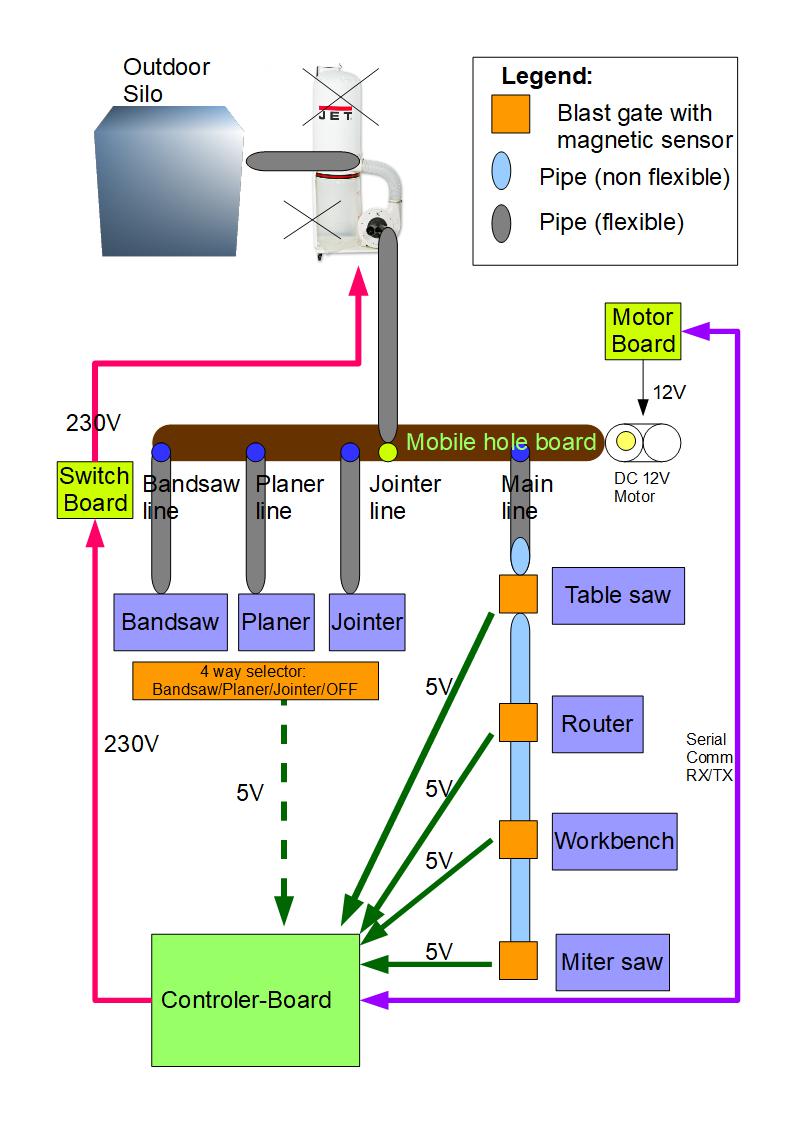 Outdoor
Silo
JET
Legend:
Blast gate with
magnetic sensor
Pipe (non flexible)
Pipe (flexible)
Motor
Board
12V
230V
Mobile hole board
DC 12V
Motor
Switch
Board
Bandsaw
line
Planer
line
Jointer
line
Main
line
Bandsaw
Planer
Jointer
Table saw
4 way selector:
Bandsaw/Planer/Jointer/OFF
5V
Router
230V
5V
5V
Serial
Comm
RX/TX
Workbench
5V
5V
Miter saw
Controler-Board